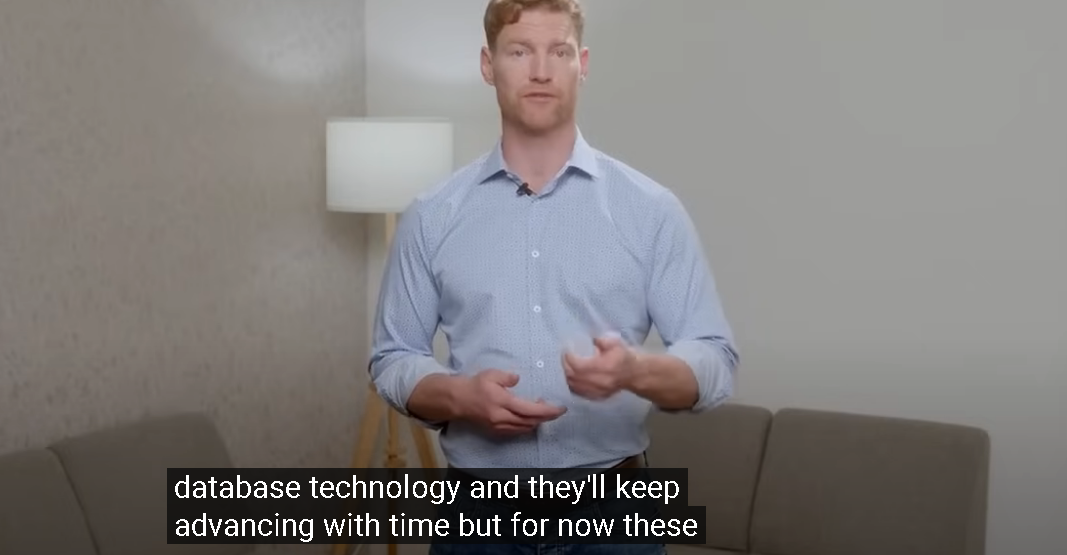 database technology and they'll keep
advancing with time but for now these